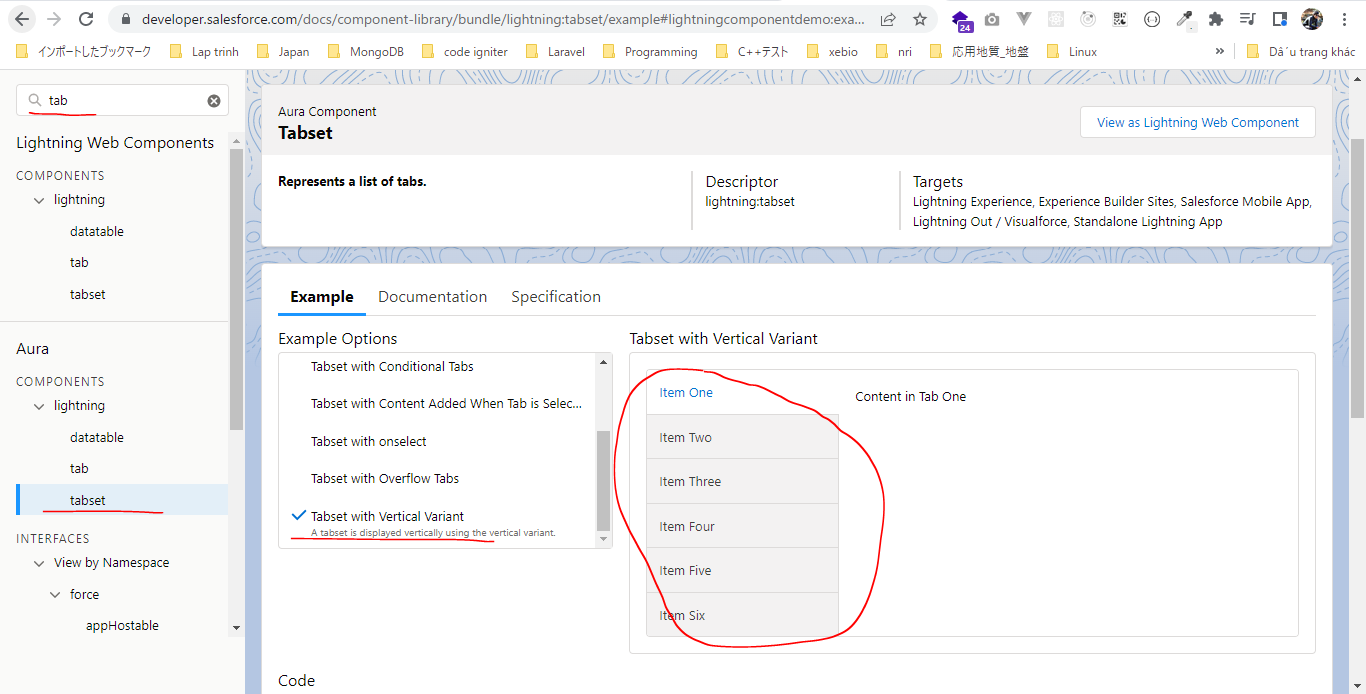 developer.salesforce.com/docs/component-library/bundle/lightning:tabset/example#lightningcomponentdemo:exa...
24
インポートしたブックマーク
Lap trinh
Japan
MongoDB
code igniter
Laravel
Programming
C++テスト
xebio
nri
応用地質_地盤
Linux
»
Dấu trang khác
tab
Lightning Web Components
COMPONENTS
lightning
datatable
tab
tabset
Aura
COMPONENTS
lightning
datatable
tab
tabset
INTERFACES
View by Namespace
force
appHostable
Aura Component
Tabset
View as Lightning Web Component
Represents a list of tabs.
Descriptor
lightning:tabset
Targets
Lightning Experience, Experience Builder Sites, Salesforce Mobile App,
Lightning Out / Visualforce, Standalone Lightning App
Example Documentation Specification
Example Options
Tabset with Conditional Tabs
Tabset with Content Added When Tab is Selec...
Tabset with onselect
Tabset with Overflow Tabs
Tabset with Vertical Variant
A tabset is displayed vertically using the vertical variant.
Tabset with Vertical Variant
Item One
Item Two
Item Three
Item Four
Item Five
Item Six
Content in Tab One
Code